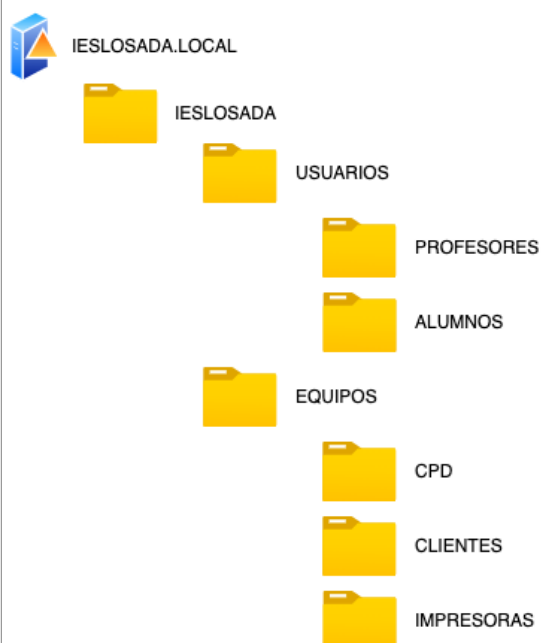 IESLOSADA.LOCAL
IESLOSADA
USUARIOS
PROFESORES
ALUMNOS
EQUIPOS
CPD
CLIENTES
IMPRESORAS